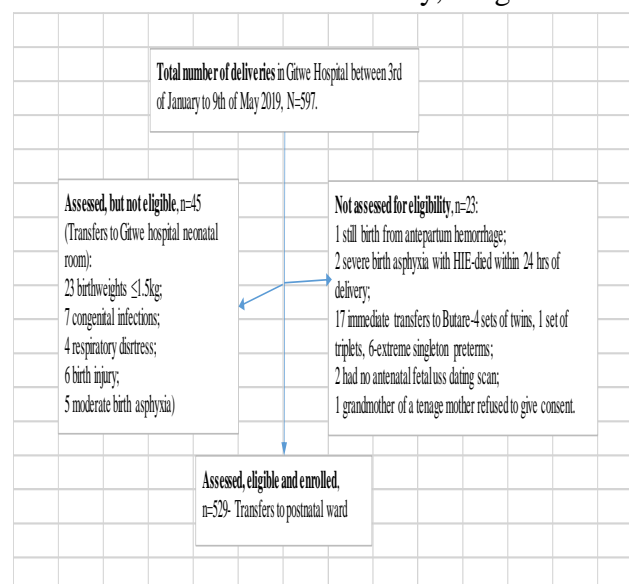 Total number of deliveries in Gitwe Hospital between 3rd
of January to 9th of May 2019, N=597.
Assessed, but not eligible, n=45
(Transfers to Gitwe hospital neonatal
room):
23 birthweights ≤1.5kg;
7 congenital infections;
4 respiratory disrtress;
6 birth injury;
5 moderate birth asphyxia)
Not assessed for eligibility, n=23:
1 still birth from antepartum hemorrhage;
2 severe birth asphyxia with HIE-died within 24 hrs of
delivery;
17 immediate transfers to Butare-4 sets of twins, 1 set of
triplets, 6-extreme singleton preterms;
2 had no antenatal fetal uss dating scan;
1 grandmother of a tenage mother refused to give consent.
Assessed, eligible and enrolled,
n=529- Transfers to postnatal ward